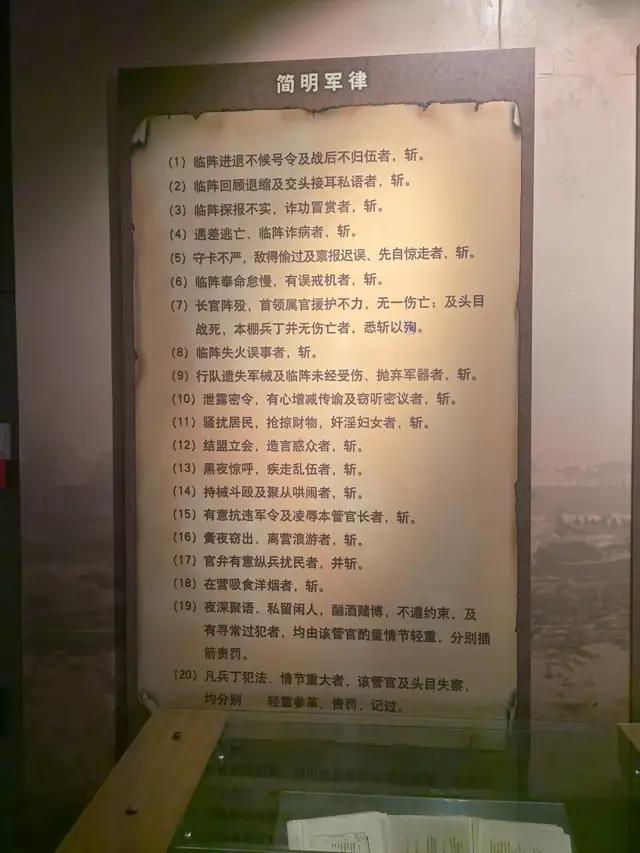 简明军律
(1) 临阵进退不候号令及战后不归伍者，斩。
(2) 临阵回顾退缩及交头接耳私语者，斩。
(3) 临阵探报不实，诈功冒赏者，斩。
(4) 遇差逃亡、临阵诈病者，斩。
(5) 守卡不严，敌得偷过及禀报迟误、先自惊走者，斩。
(6) 临阵奉命怠慢，有误戒机者，斩。
(7) 长官阵殁，首领属官援护不力，无一伤亡；及头目
战死，本棚兵丁并无伤亡者，悉斩以殉。
(8) 临阵失火误事者，斩。
(9) 行队遗失军械及临阵未经受伤、抛弃军器者，斩。
(10) 泄露密令，有心增减传谕及窃听密议者，斩。
(11) 骚扰居民，抢掠财物，奸淫妇女者，斩。
(12) 结盟立会，造言惑众者，斩。
(13) 黑夜惊呼，疾走乱伍者，斩。
(14) 持械斗殴及聚从哄闹者，斩。
(15) 有意抗违军令及凌辱本管官长者，斩。
(16) 夤夜窃出、离营浪游者，斩。
(17) 官弁有意纵兵扰民者，并斩。
(18) 在营吸食洋烟者，斩。
(19) 夜深聚语、私留闲人，酗酒赌博，不遵约束，及
有寻常过犯者，均由该管官酌量情节轻重，分别插
箭责罚。
(20) 凡兵丁犯法、情节重大者，该管官及头目失察，
均分别 轻重参革、责罚、记过。